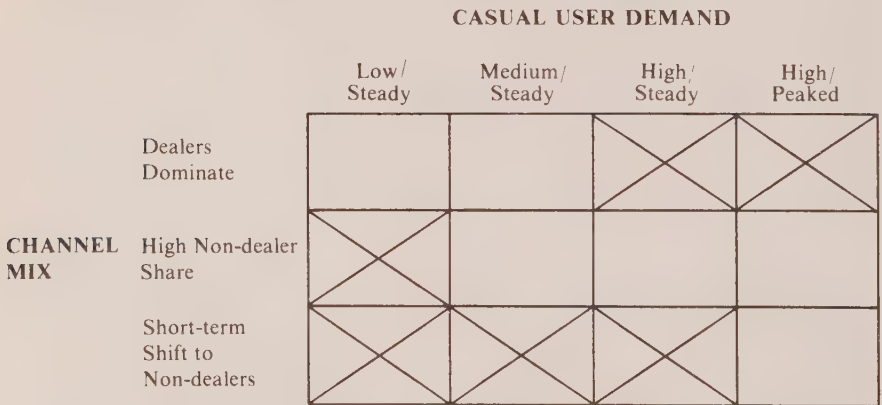 CASUAL USER DEMAND
Low/ Medium/ High/ High/
Steady Steady Steady Peaked
Dealers
Dominate
CHANNEL High Non-dealer
MIX Share
Short-term
Shift to
Non-dealers